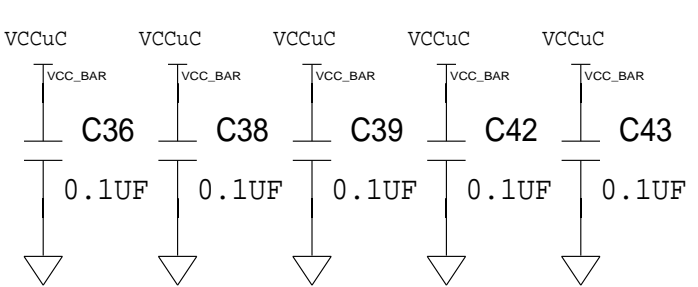 VCCuC VCCuC VCCuC VCCuC VCCuC
VCC_BAR VCC_BAR VCC_BAR VCC_BAR VCC_BAR
C36 C38 C39 C42 C43
0.1UF 0.1UF 0.1UF 0.1UF 0.1UF